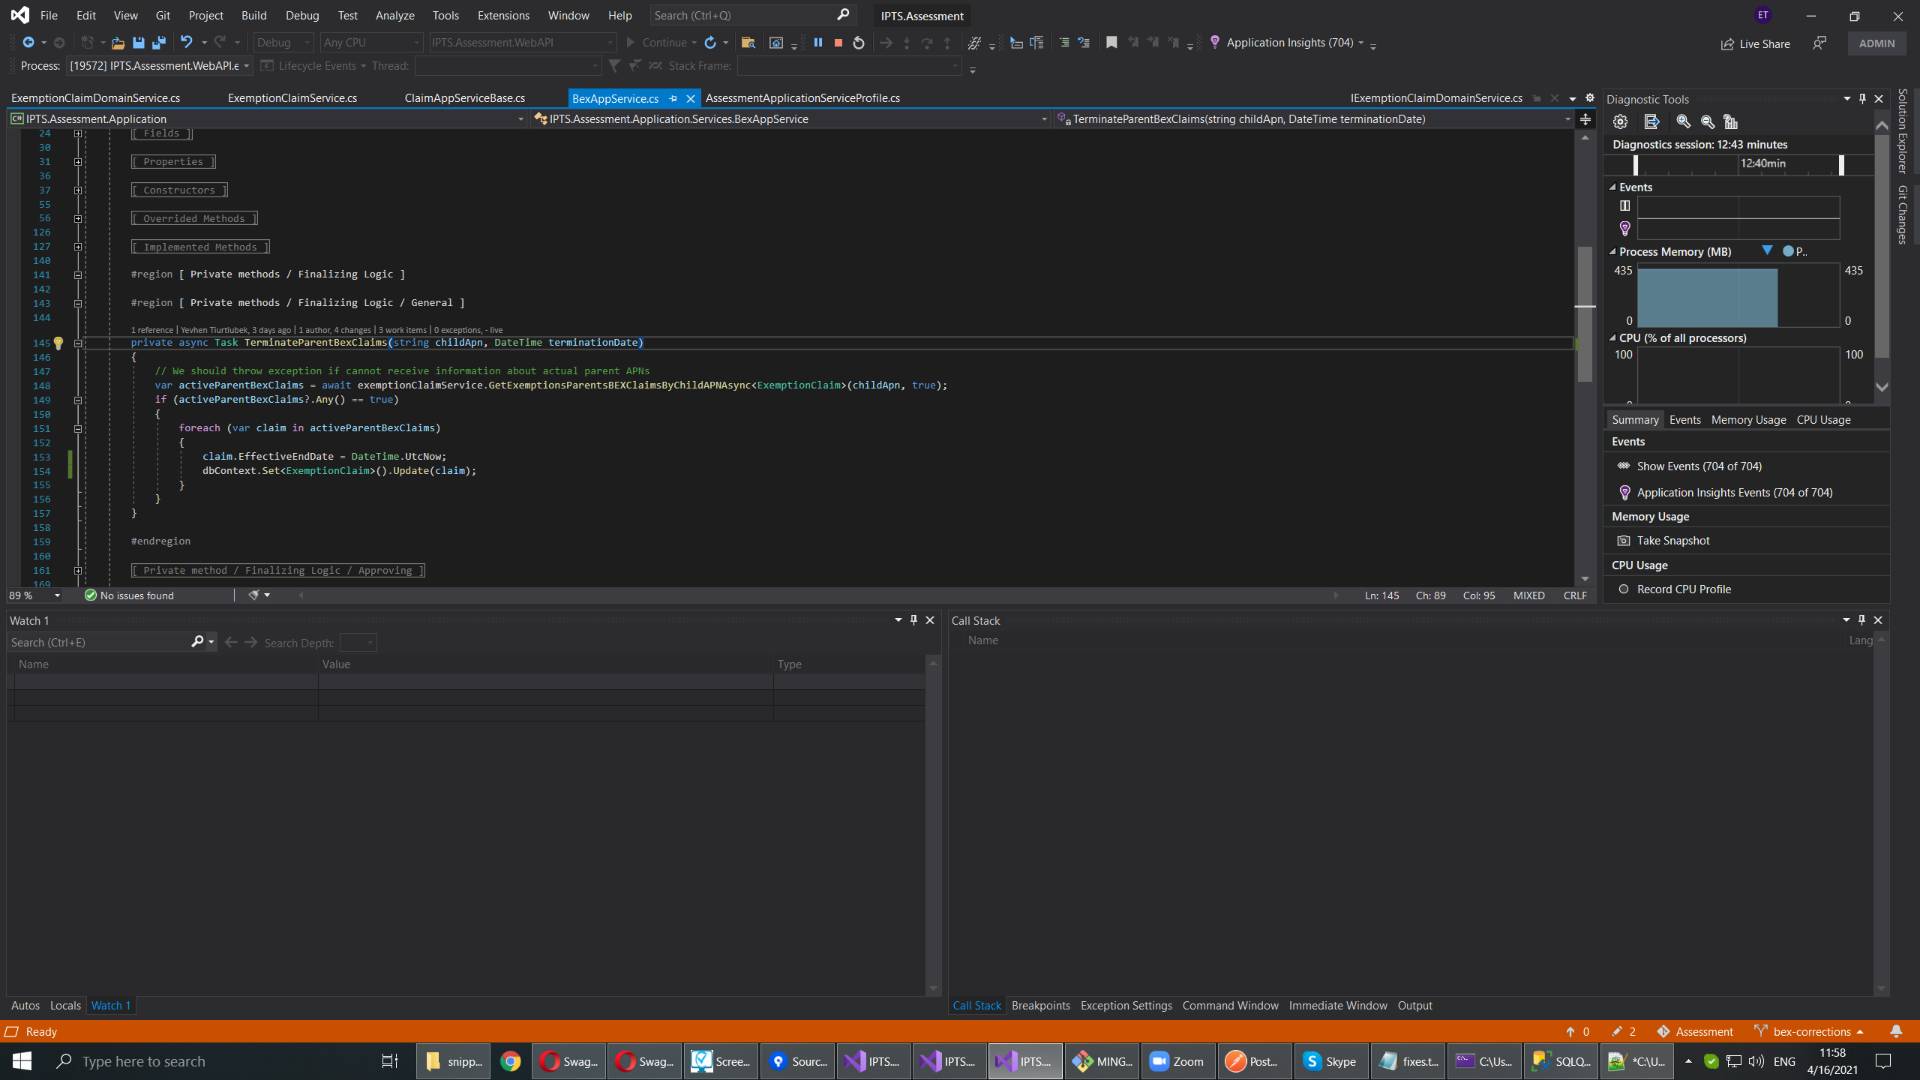 File Edit View Git Project Build Debug Test Analyze Tools Extensions Window Help Search (Ctrl+Q) IPTS.Assessment ET
Debug Any CPU IPTS.Assessment.WebAPI Continue Application Insights (704) Live Share ADMIN
Process: [19572] IPTS.Assessment.WebAPI.e Lifecycle Events Thread: Stack Frame:
ExemptionClaimDomainService.cs ExemptionClaimService.cs ClaimAppServiceBase.cs BexAppService.cs AssessmentApplicationServiceProfile.cs IExemptionClaimDomainService.cs
IPTS.Assessment.Application IPTS.Assessment.Application.Services.BexAppService TerminateParentBexClaims(string childApn, DateTime terminationDate)
24 [ Fields ]
30
31 [ Properties ]
36
37 [ Constructors ]
55
56 [ Overrided Methods ]
126
127 [ Implemented Methods ]
140
141 #region [ Private methods / Finalizing Logic ]
142
143 #region [ Private methods / Finalizing Logic / General ]
144
1 reference | Yevhen Tiurtiubek, 3 days ago | 1 author, 4 changes | 3 work items | 0 exceptions, - live
145 private async Task TerminateParentBexClaims(string childApn, DateTime terminationDate)
146 {
147 // We should throw exception if cannot receive information about actual parent APNs
148 var activeParentBexClaims = await exemptionClaimService.GetExemptionsParentsBEXClaimsByChildAPNAsync<ExemptionClaim>(childApn, true);
149 if (activeParentBexClaims?.Any() == true)
150 {
151 foreach (var claim in activeParentBexClaims)
152 {
153 claim.EffectiveEndDate = DateTime.UtcNow;
154 dbContext.Set<ExemptionClaim>().Update(claim);
155 }
156 }
157 }
158
159 #endregion
160
161 [ Private method / Finalizing Logic / Approving ]
169
89 % No issues found Ln: 145 Ch: 89 Col: 95 MIXED CRLF
Diagnostic Tools
Diagnostics session: 12:43 minutes
12:40min
Events
Process Memory (MB) P..
435 435
0 0
CPU (% of all processors)
100 100
Summary Events Memory Usage CPU Usage
Events
Show Events (704 of 704)
Application Insights Events (704 of 704)
Memory Usage
Take Snapshot
CPU Usage
Record CPU Profile
Solution Explorer
Git Changes
Watch 1
Search (Ctrl+E) Search Depth:
Name Value Type
Call Stack
Name Lang
Autos Locals Watch 1
Call Stack Breakpoints Exception Settings Command Window Immediate Window Output
Ready 0 2 Assessment bex-corrections
Type here to search snipp... Swag... Swag... Scree... Sourc... IPTS.... IPTS.... IPTS.... MING... Zoom Post... Skype fixes.t... C:\Us... SQLQ... *C:\U... ENG 11:58
4/16/2021